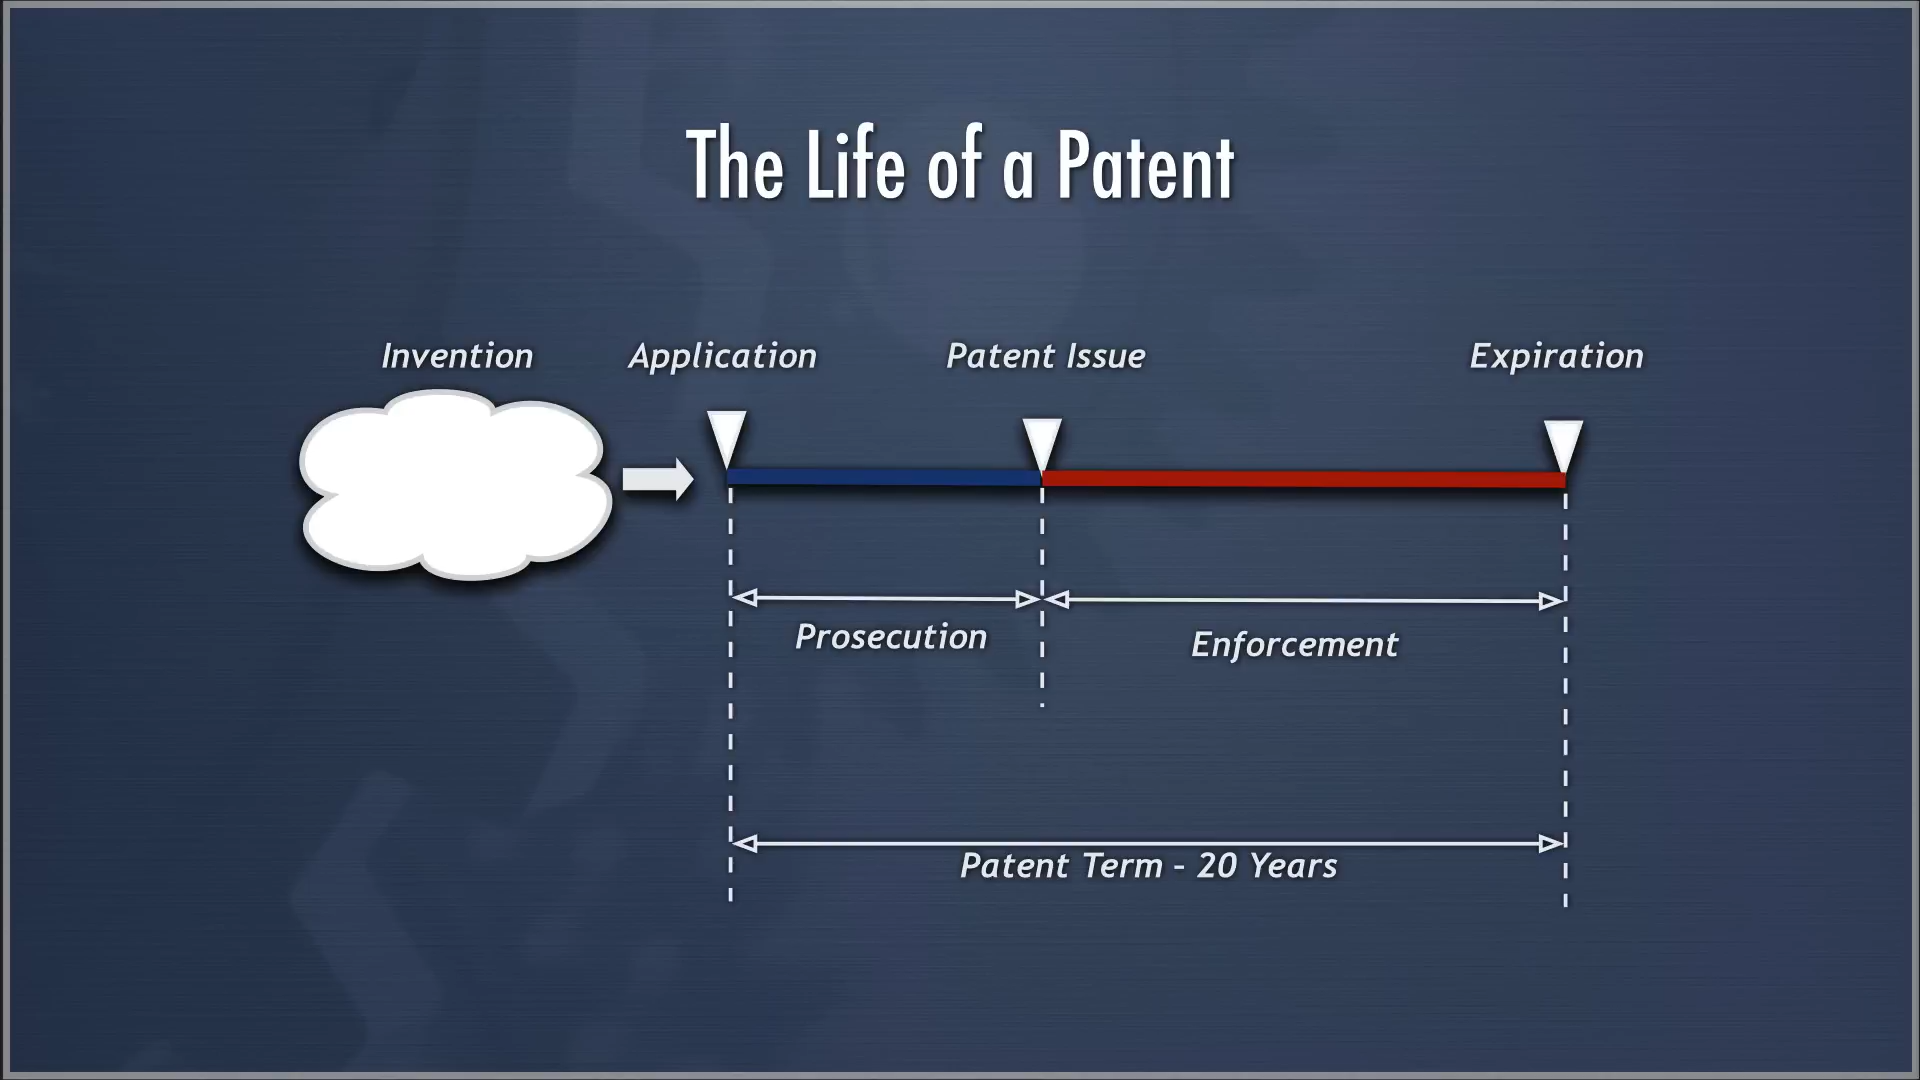 The Life of a Patent
Invention
Application
Patent Issue
Expiration
Prosecution
Enforcement
Patent Term - 20 Years